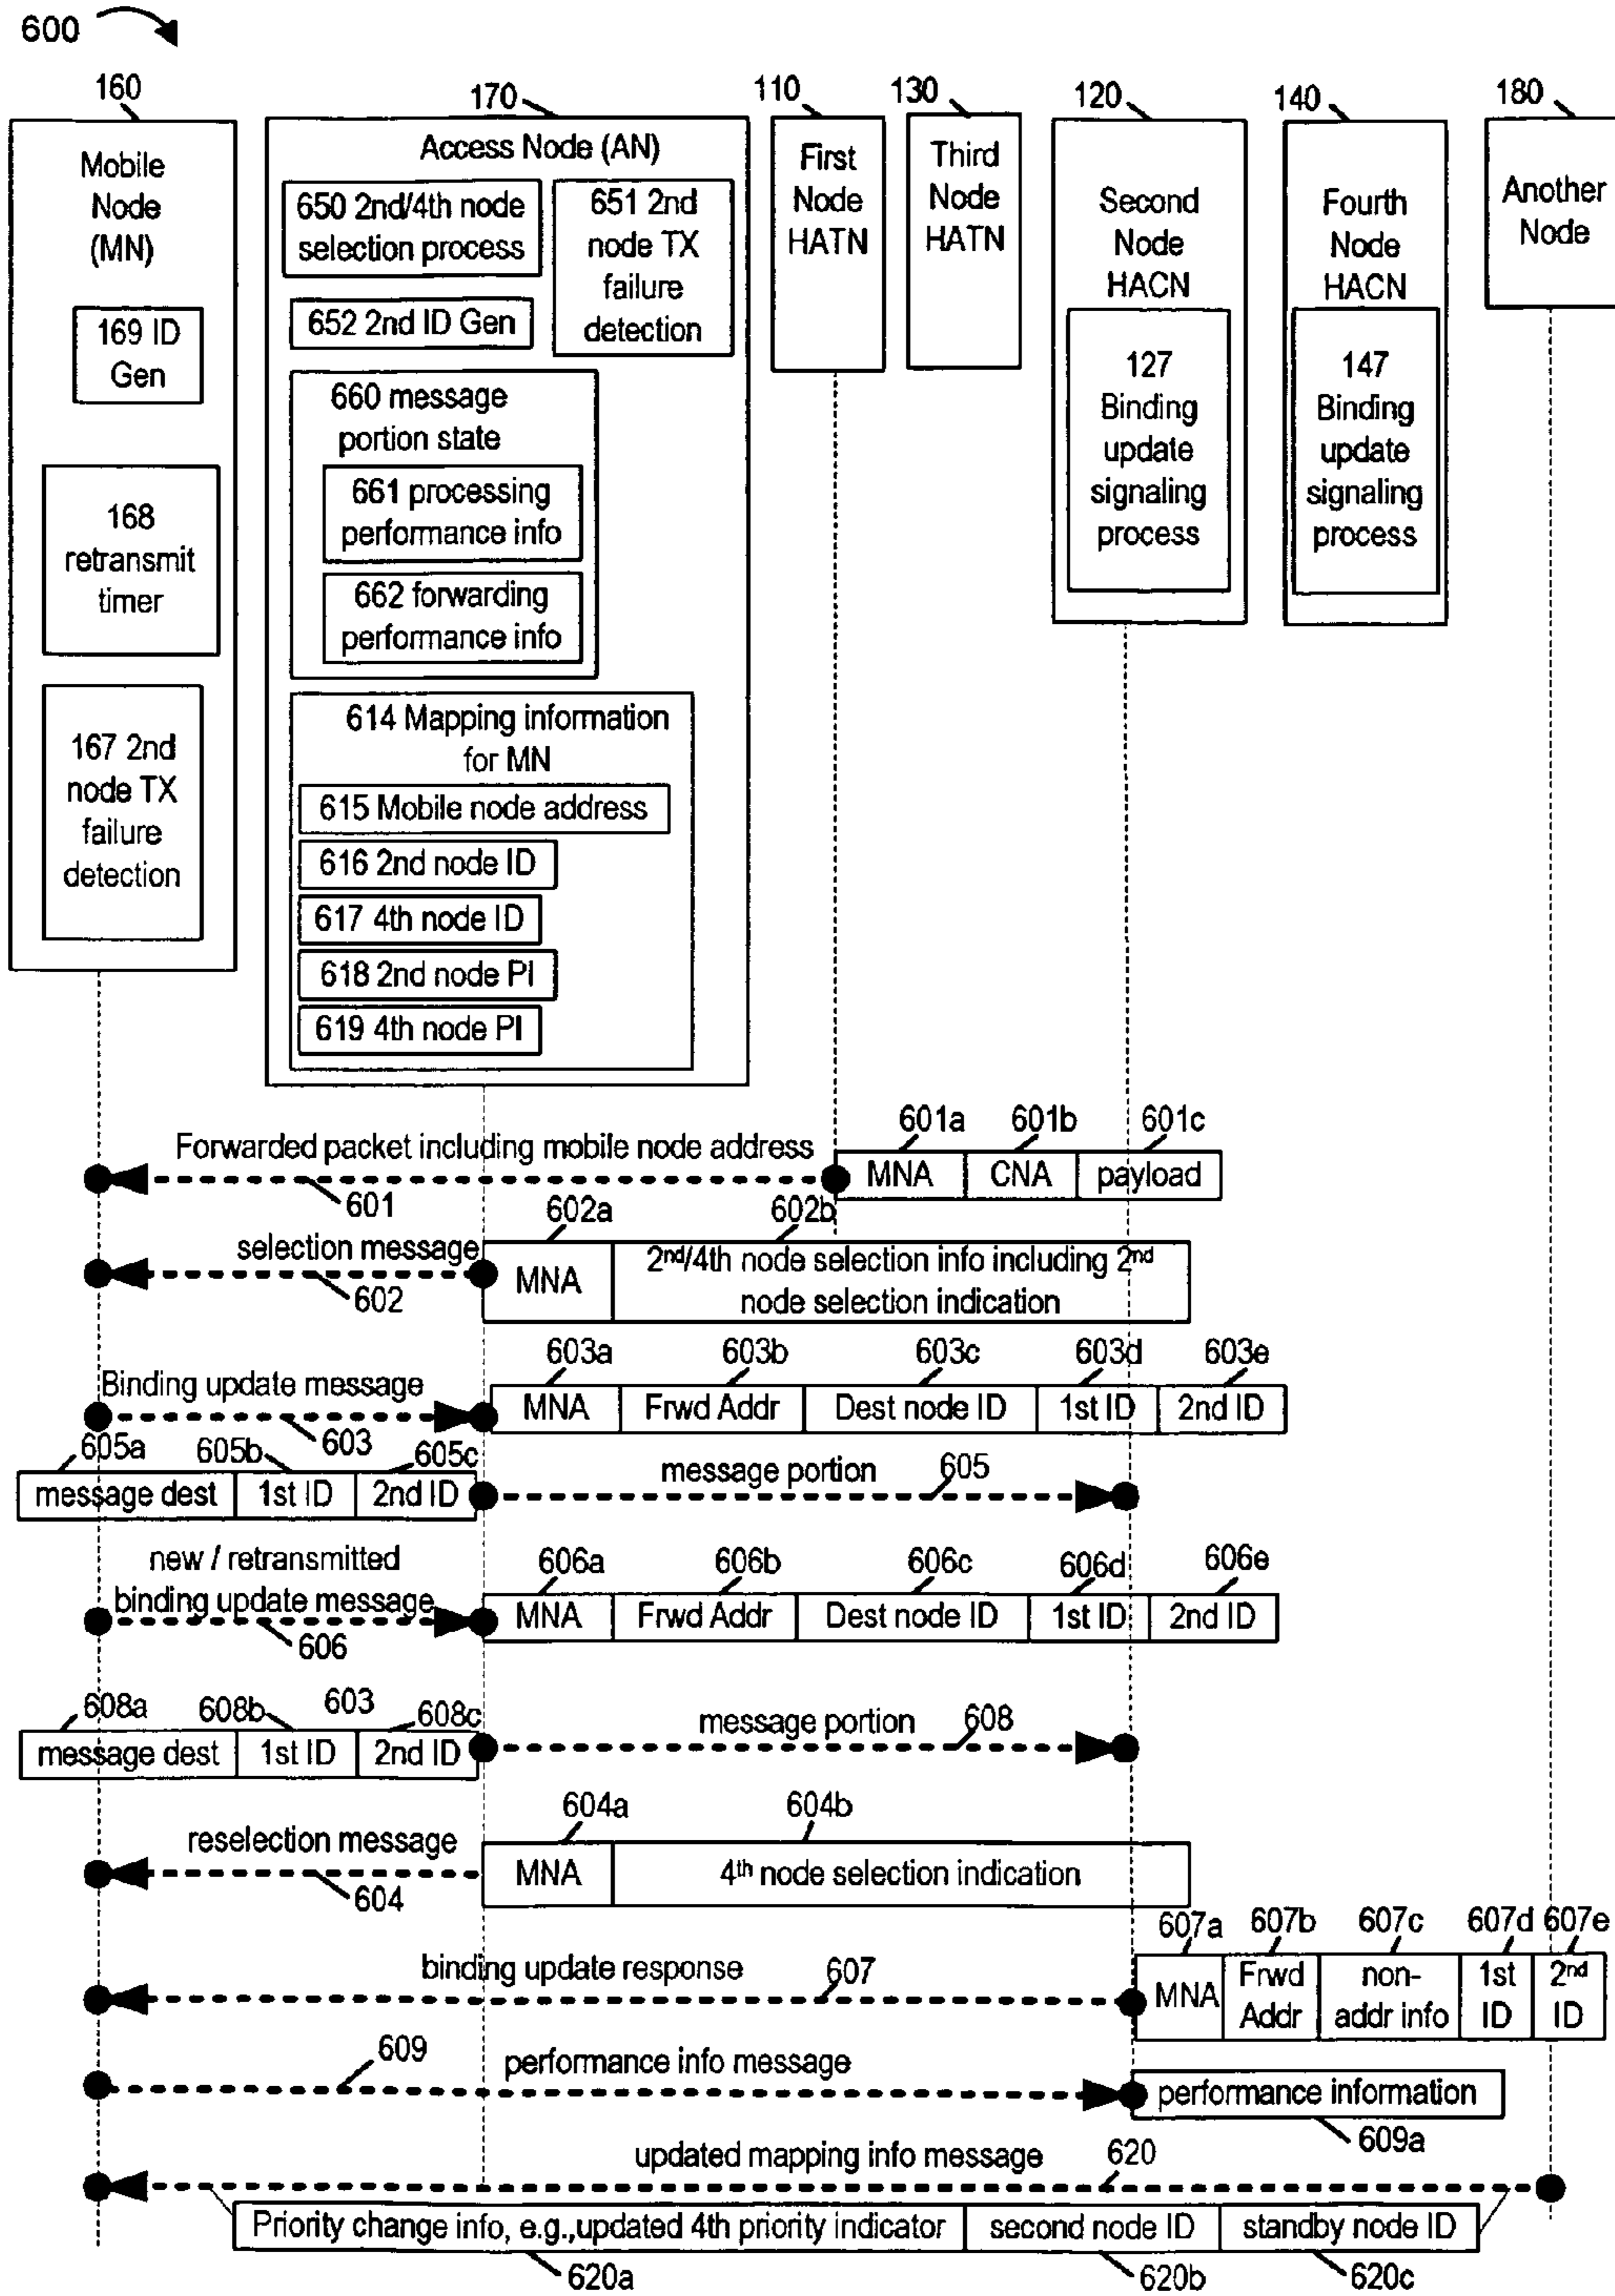 600
160
170
110
130
120
140
180
Mobile
Node
(MN)
169 ID
Gen
168
retransmit
timer
167 2nd
node TX
failure
detection
Access Node (AN)
650 2nd/4th node
selection process
651 2nd
node TX
failure
detection
652 2nd ID Gen
660 message
portion state
661 processing
performance info
662 forwarding
performance info
614 Mapping information
for MN
615 Mobile node address
616 2nd node ID
617 4th node ID
618 2nd node PI
619 4th node PI
First
Node
HATN
Third
Node
HATN
Second
Node
HACN
127
Binding
update
signaling
process
Fourth
Node
HACN
147
Binding
update
signaling
process
Another
Node
601a
601b
601c
Forwarded packet including mobile node address
MNA
CNA
payload
601
602a
602b
selection message
MNA
2nd/4th node selection info including 2nd
node selection indication
602
603a
603b
603c
603d
603e
Binding update message
MNA
Frwd Addr
Dest node ID
1st ID
2nd ID
603
605a
605b
605c
message dest
1st ID
2nd ID
message portion
605
new / retransmitted
binding update message
606a
606b
606c
606d
606e
MNA
Frwd Addr
Dest node ID
1st ID
2nd ID
606
608a
608b
603
608c
message dest
1st ID
2nd ID
message portion
608
604a
604b
reselection message
MNA
4th node selection indication
604
607a
607b
607c
607d
607e
binding update response
607
MNA
Frwd
Addr
non-
addr info
1st
ID
2nd
ID
609
performance info message
performance information
609a
updated mapping info message
620
Priority change info, e.g.,updated 4th priority indicator
second node ID
standby node ID
620a
620b
620c